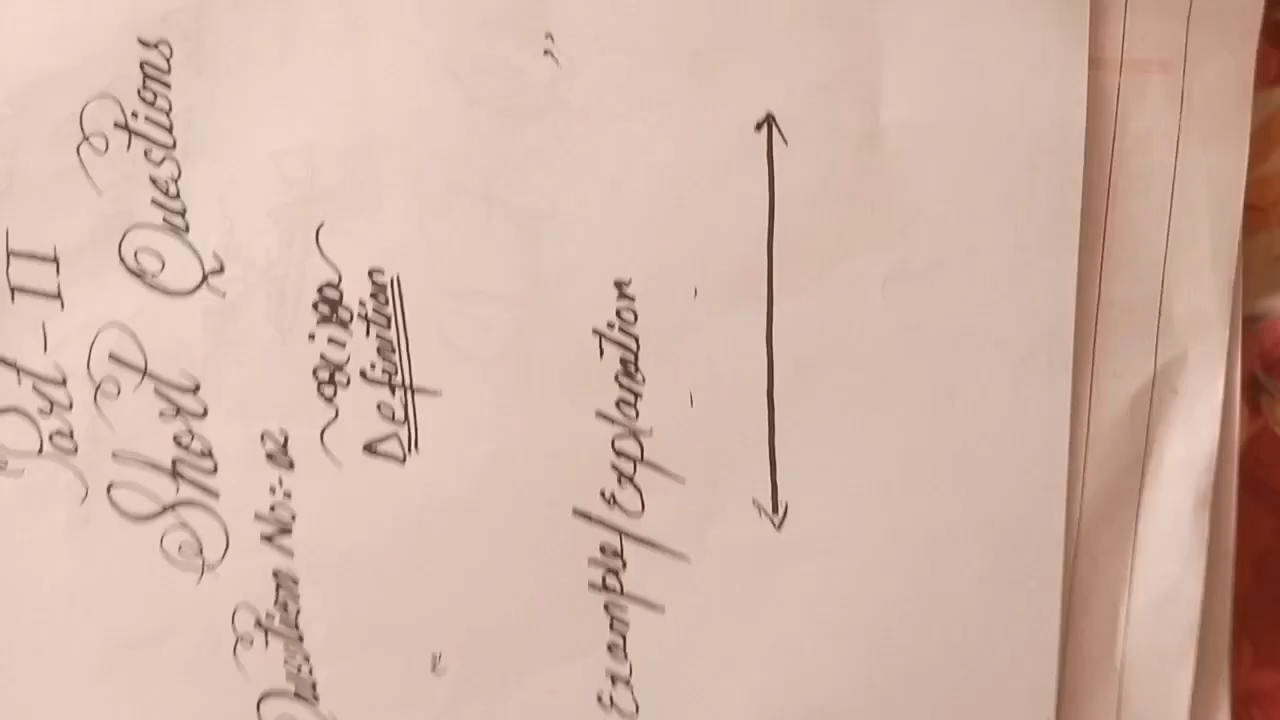 Part - II
Short Questions
Question No:- 02
Definition
"
"
Example/Explanation